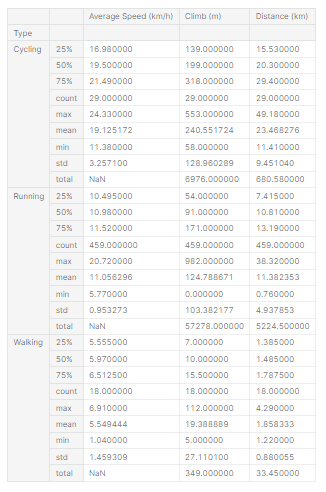 Average Speed (km/h) Climb (m) Distance (km)
Type
Cycling 25% 16.980000 139.000000 15.530000
50% 19.500000 199.000000 20.300000
75% 21.490000 318.000000 29.400000
count 29.000000 29.000000 29.000000
max 24.330000 553.000000 49.180000
mean 19.125172 240.551724 23.468276
min 11.380000 58.000000 11.410000
std 3.257100 128.960289 9.451040
total NaN 6976.000000 680.580000
Running 25% 10.495000 54.000000 7.415000
50% 10.980000 91.000000 10.810000
75% 11.520000 171.000000 13.190000
count 459.000000 459.000000 459.000000
max 20.720000 982.000000 38.320000
mean 11.056296 124.788671 11.382353
min 5.770000 0.000000 0.760000
std 0.953273 103.382177 4.937853
total NaN 57278.000000 5224.500000
Walking 25% 5.555000 7.000000 1.385000
50% 5.970000 10.000000 1.485000
75% 6.512500 15.500000 1.787500
count 18.000000 18.000000 18.000000
max 6.910000 112.000000 4.290000
mean 5.549444 19.388889 1.858333
min 1.040000 5.000000 1.220000
std 1.459309 27.110100 0.880055
total NaN 349.000000 33.450000